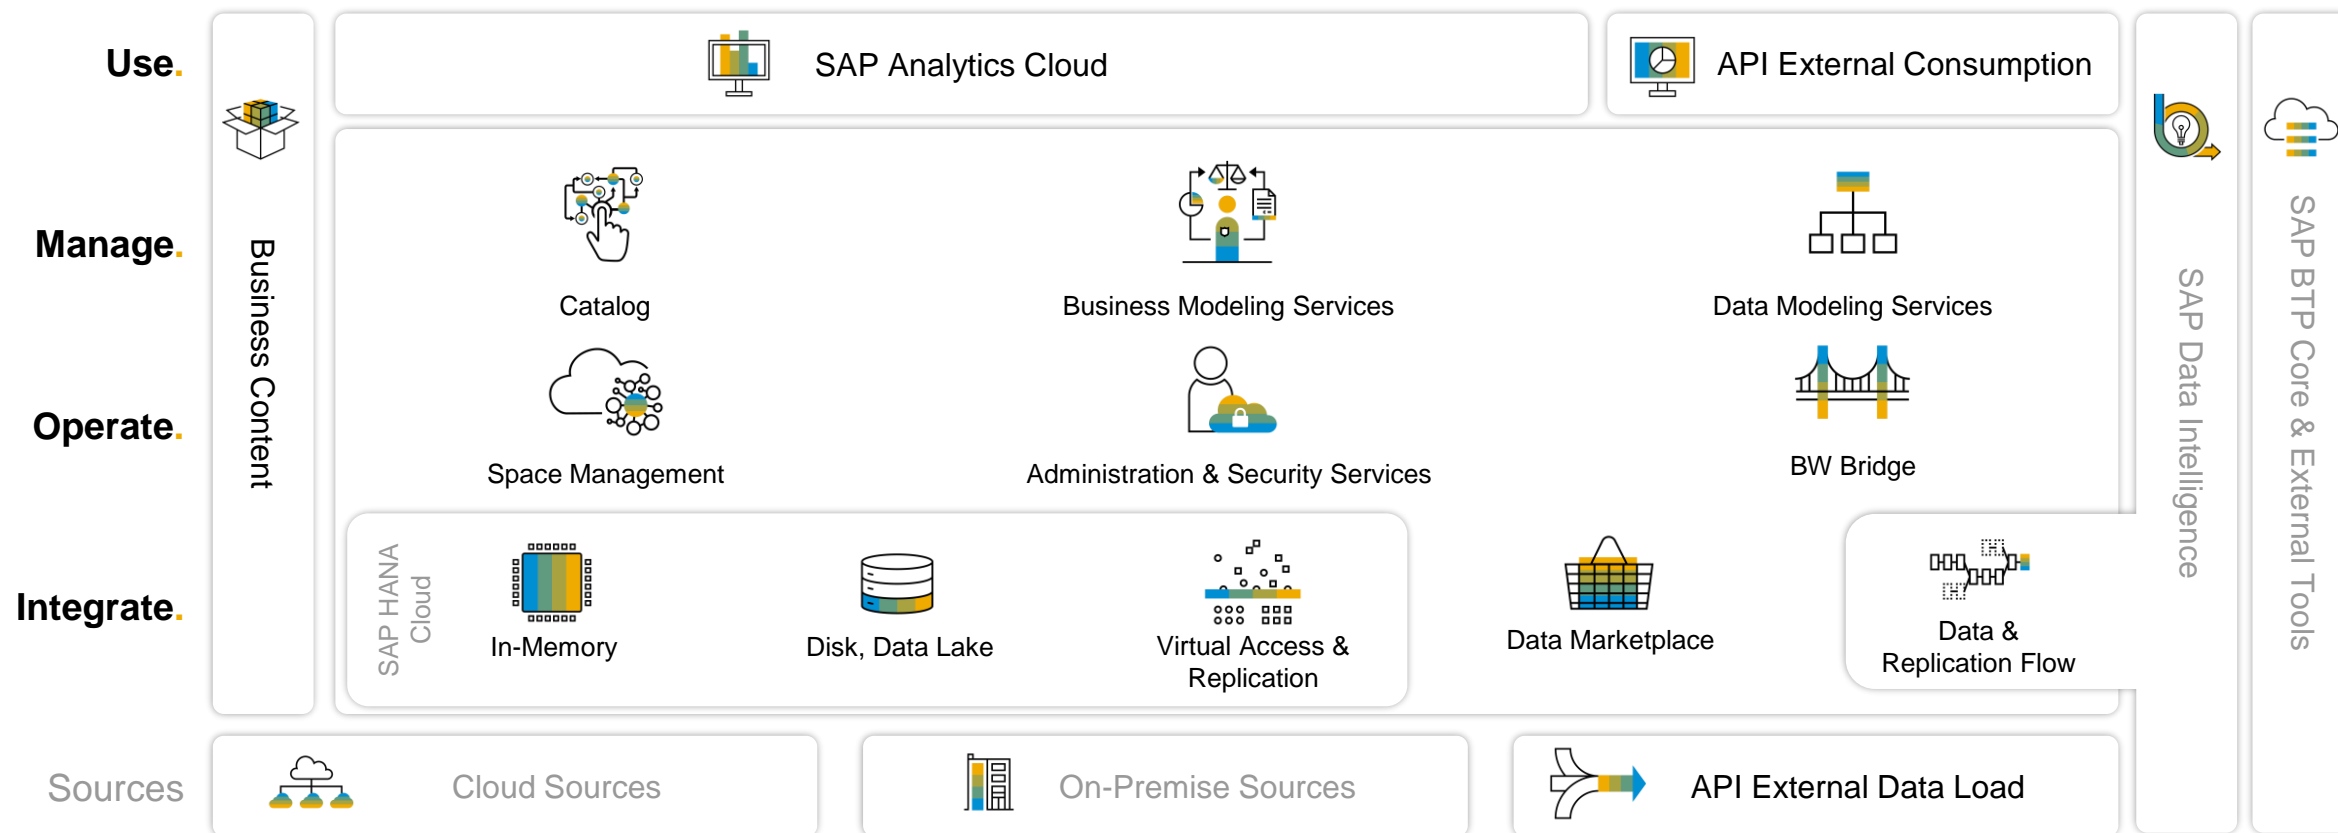 Use.
SAP Analytics Cloud
API External Consumption
Manage.
Business Content
Catalog
Business Modeling Services
Data Modeling Services
Operate.
Space Management
Administration & Security Services
BW Bridge
Integrate.
SAP HANA
Cloud
In-Memory
Disk, Data Lake
Virtual Access &
Replication
Data Marketplace
Data &
Replication Flow
SAP Data Intelligence
SAP BTP Core & External Tools
Sources
Cloud Sources
On-Premise Sources
API External Data Load